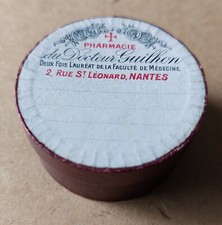 PHARMACIE
du Docteur Guilhon
DEUX FOIS LAURÉAT DE LA FACULTÉ DE MÉDECINE
2, RUE ST LÉONARD, NANTES